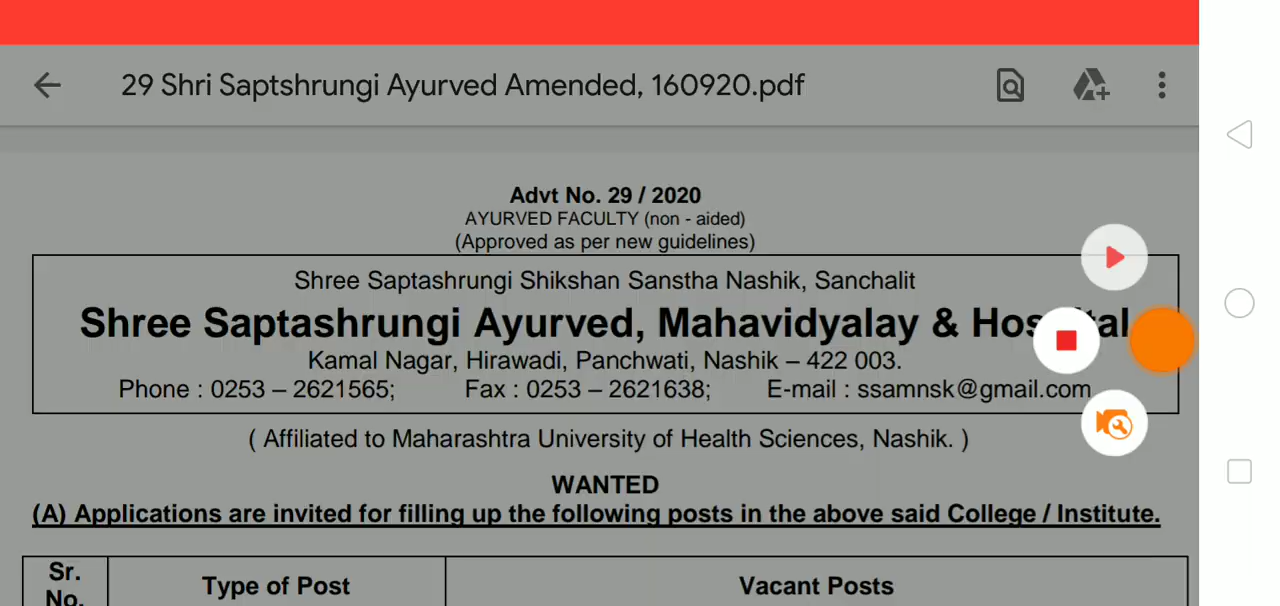 29 Shri Saptshrungi Ayurved Amended, 160920.pdf
Advt No. 29 / 2020
AYURVED FACULTY (non - aided)
(Approved as per new guidelines)
Shree Saptashrungi Shikshan Sanstha Nashik, Sanchalit
Shree Saptashrungi Ayurved, Mahavidyalay & Hospital
Kamal Nagar, Hirawadi, Panchwati, Nashik – 422 003.
Phone : 0253 – 2621565; Fax : 0253 – 2621638; E-mail : ssamnsk@gmail.com
( Affiliated to Maharashtra University of Health Sciences, Nashik. )
WANTED
(A) Applications are invited for filling up the following posts in the above said College / Institute.
Sr. No. Type of Post Vacant Posts